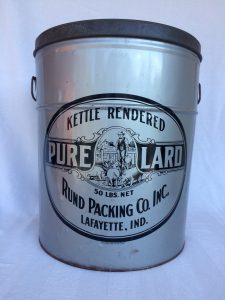 KETTLE RENDERED
PURE LARD
50 LBS. NET
RUND PACKING CO. INC.
LAFAYETTE, IND.